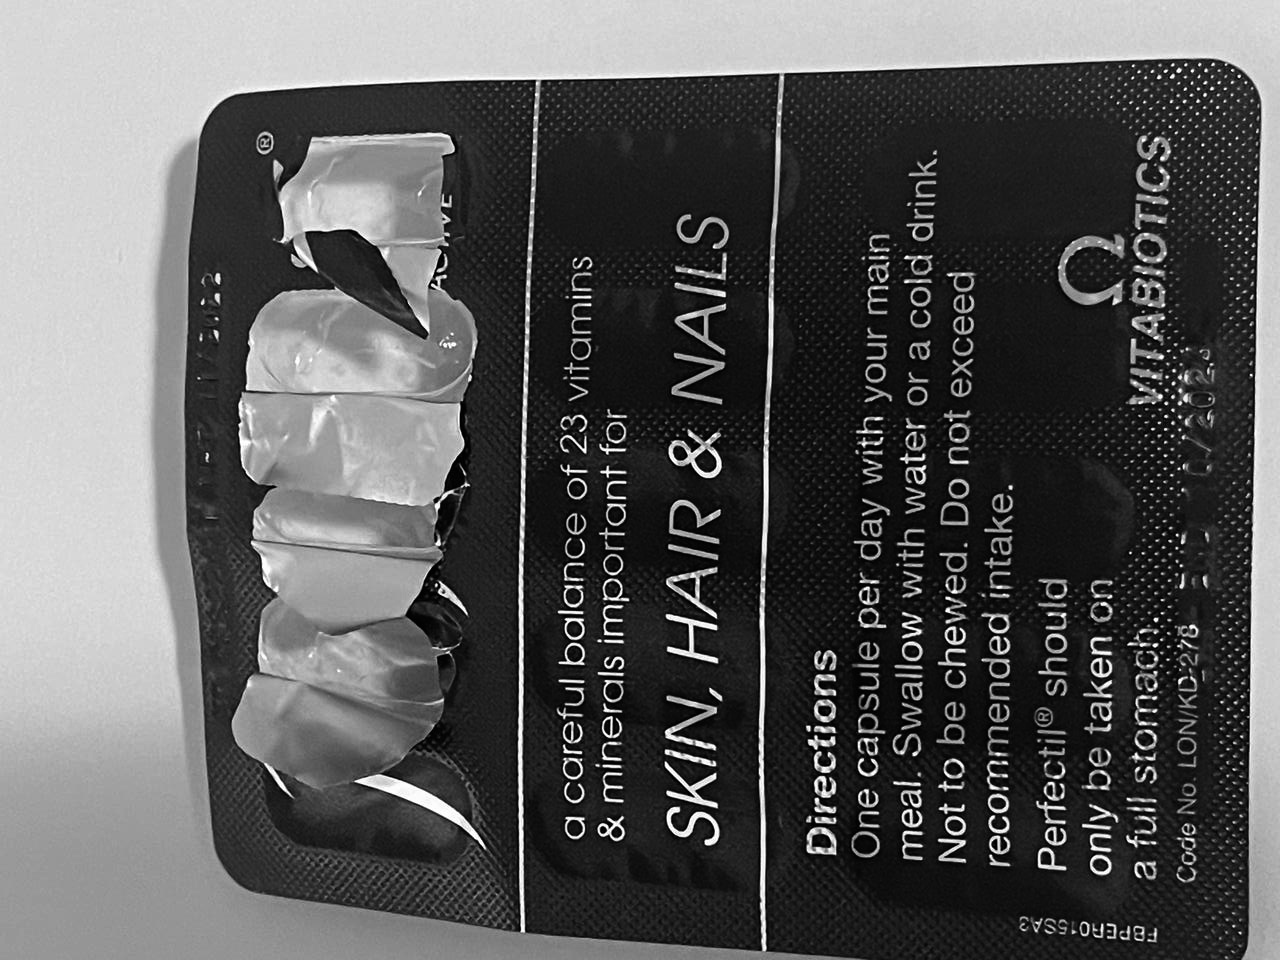 ®
ACTIVE
a careful balance of 23 vitamins
& minerals important for
SKIN, HAIR & NAILS
Directions
One capsule per day with your main
meal. Swallow with water or a cold drink.
Not to be chewed. Do not exceed
recommended intake.
Perfectil® should
only be taken on
a full stomach.
Ω
VITABIOTICS
Code No. LON/KD-278
FBPER015SA3